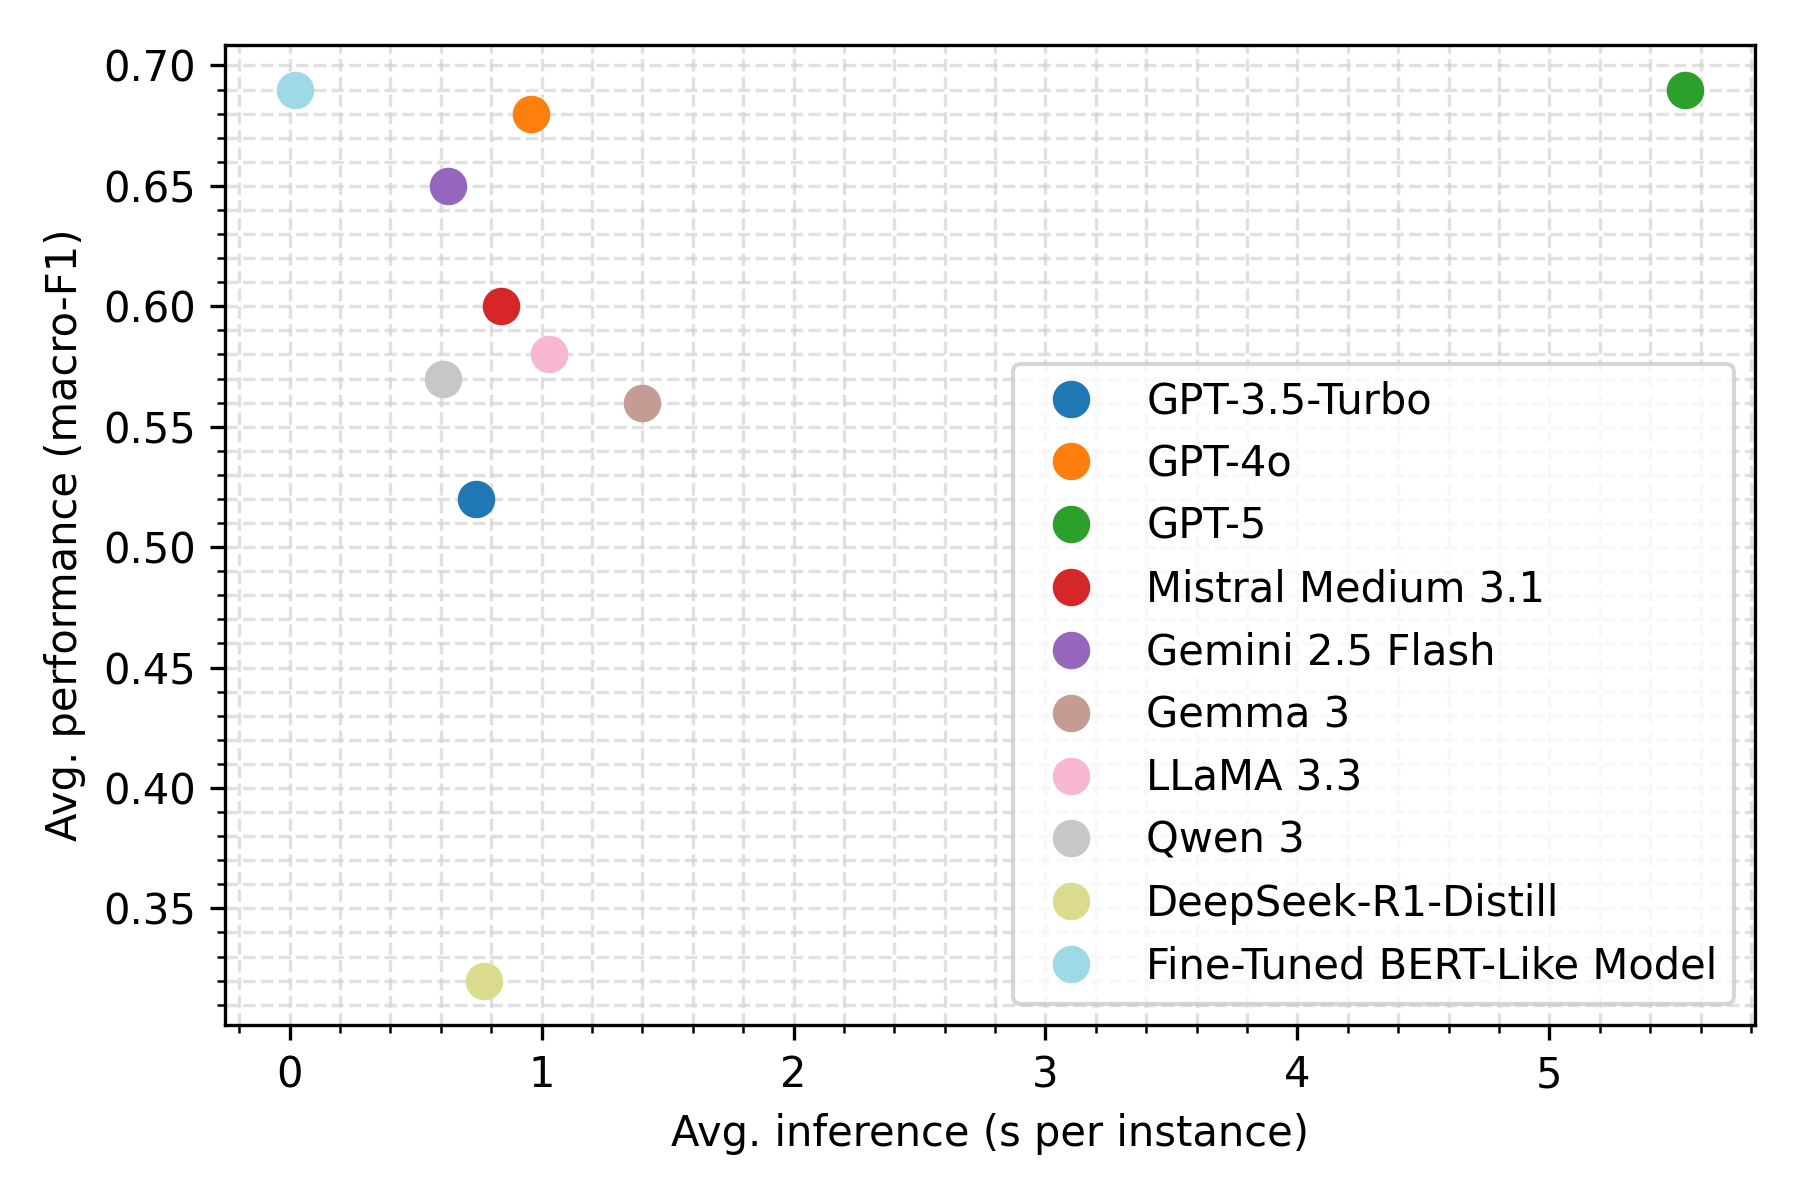 0.70
0.65
0.60
0.55
0.50
0.45
0.40
0.35
Avg. performance (macro-F1)
GPT-3.5-Turbo
GPT-4o
GPT-5
Mistral Medium 3.1
Gemini 2.5 Flash
Gemma 3
LLaMA 3.3
Qwen 3
DeepSeek-R1-Distill
Fine-Tuned BERT-Like Model
0 1 2 3 4 5
Avg. inference (s per instance)